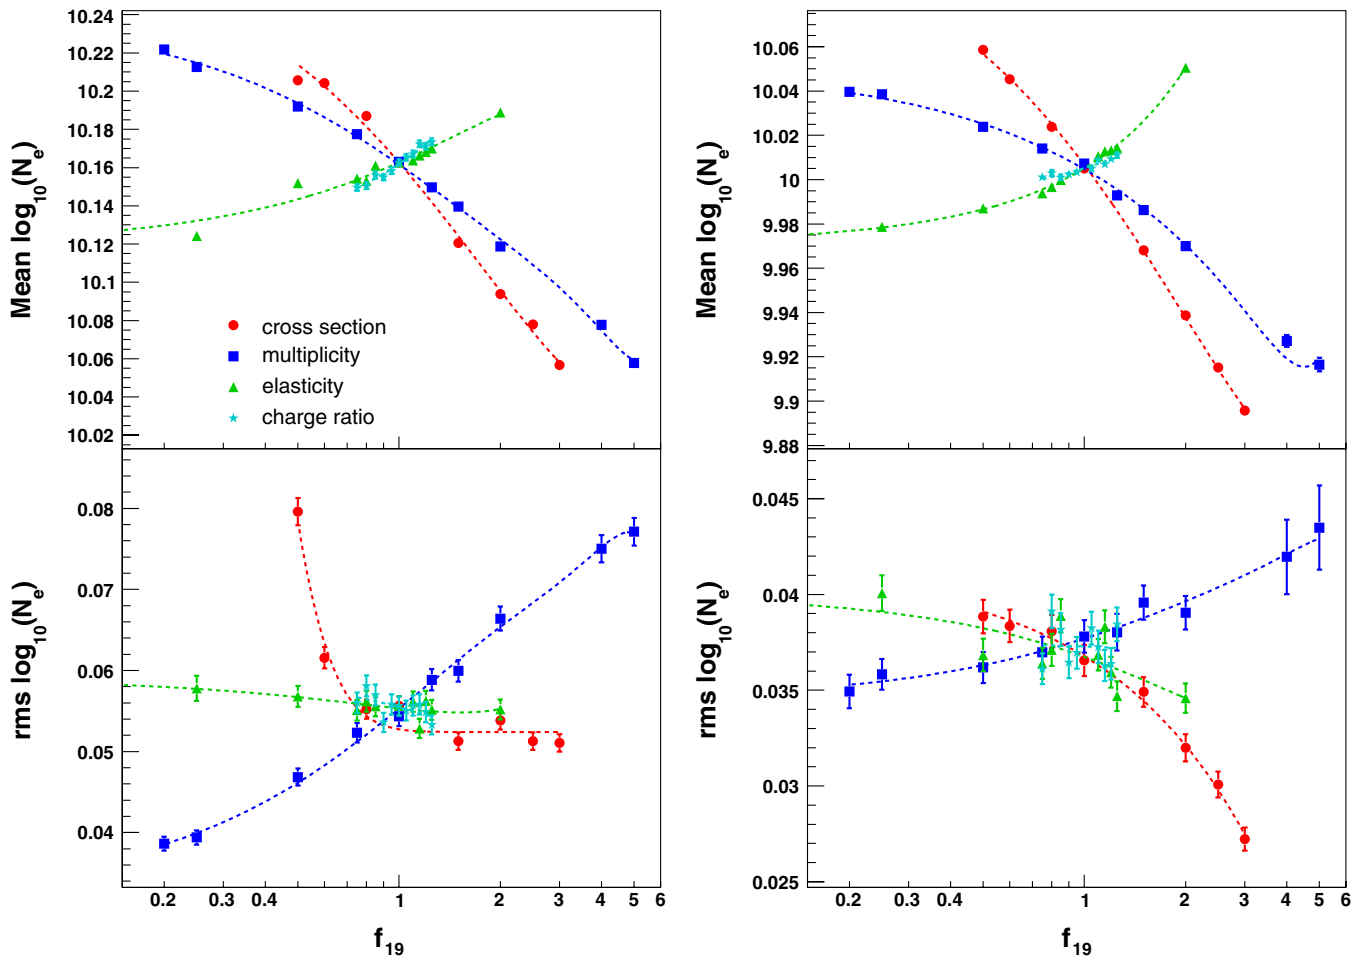 Mean log10(Ne)
10.24
10.22
10.2
10.18
10.16
10.14
10.12
10.1
10.08
10.06
10.04
10.02
cross section
multiplicity
elasticity
charge ratio
Mean log10(Ne)
10.06
10.04
10.02
10
9.98
9.96
9.94
9.92
9.9
9.88
rms log10(Ne)
0.08
0.07
0.06
0.05
0.04
0.2 0.3 0.4 1 2 3 4 5 6
f19
rms log10(Ne)
0.045
0.04
0.035
0.03
0.025
0.2 0.3 0.4 1 2 3 4 5 6
f19